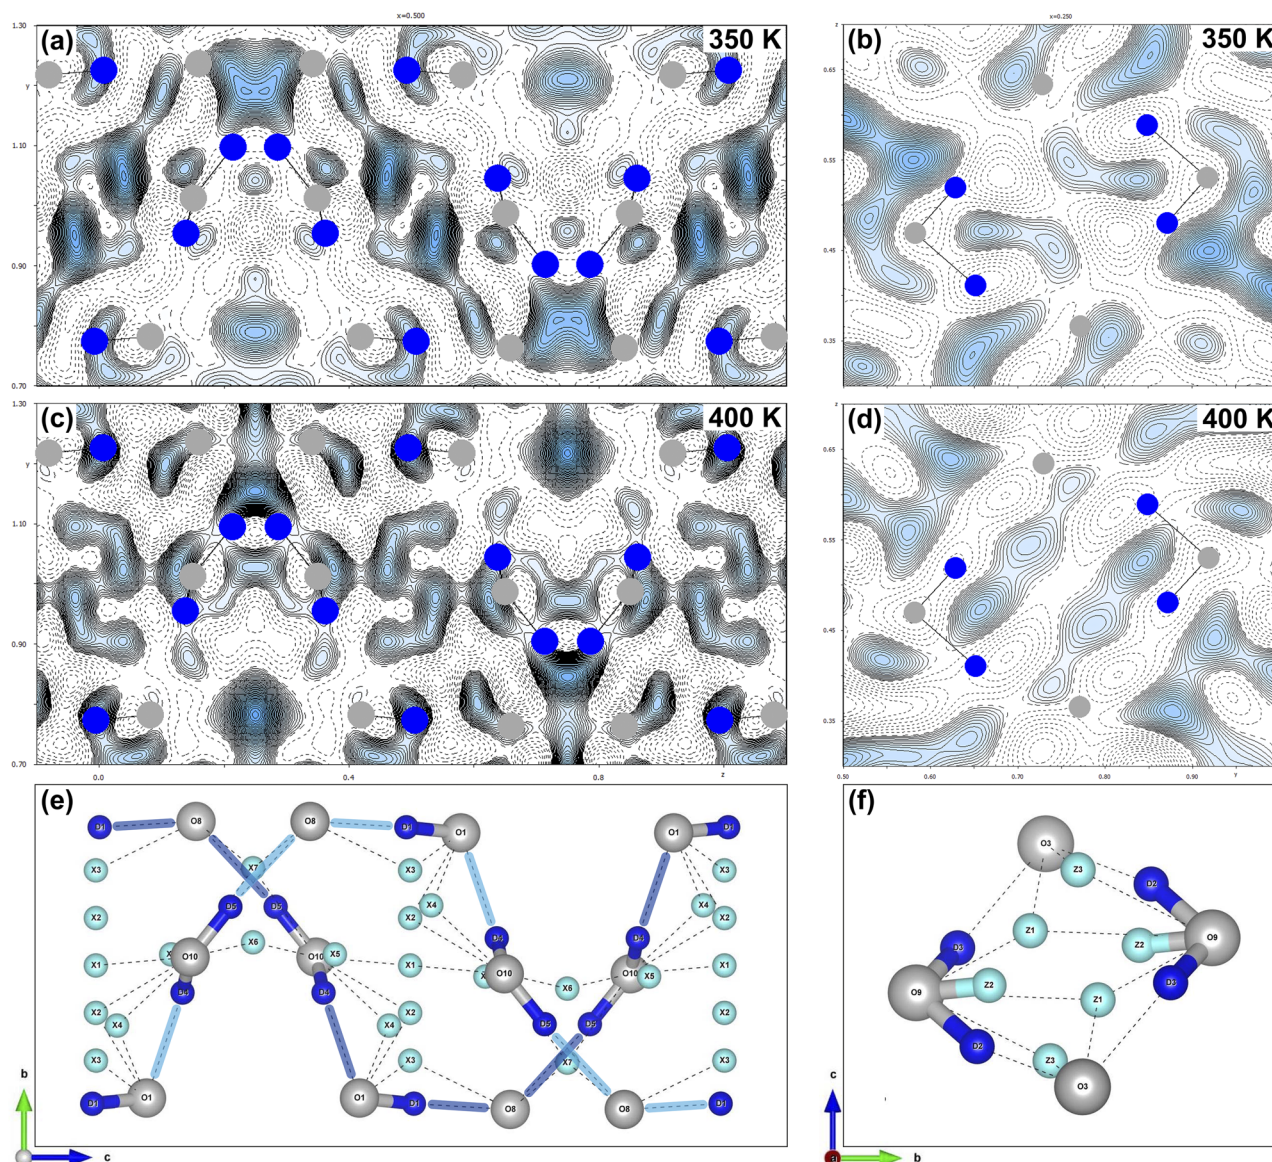 x=0.500
x=0.250
(a) 350 K
(b) 350 K
1.30
y
1.10
0.90
0.70
z
0.65
0.55
0.45
0.35
(c) 400 K
(d) 400 K
1.30
y
1.10
0.90
0.70
0.0 0.4 0.8 z
z
0.65
0.55
0.45
0.35
0.50 0.60 0.70 0.80 0.90 y
(e)
D1 O8 O8 D1 O1 O1 D1
X3 X7 X3 X3
X2 D5 D5 X2 X4 X4 X2
X6 D4 D4
X1 O10 O10 X5 X1 O10 X6 O10 X5 X1
X2 X4 D4 X4 X2 D5 D5 X2
X3 X3 X7 X3
D1 O1 O1 D1 O8 O8 D1
b
c
(f)
O3
Z3
D2
Z1
D3 Z2 O9
O9 Z2 Z1 D3
D2
Z3
O3
c
a
b